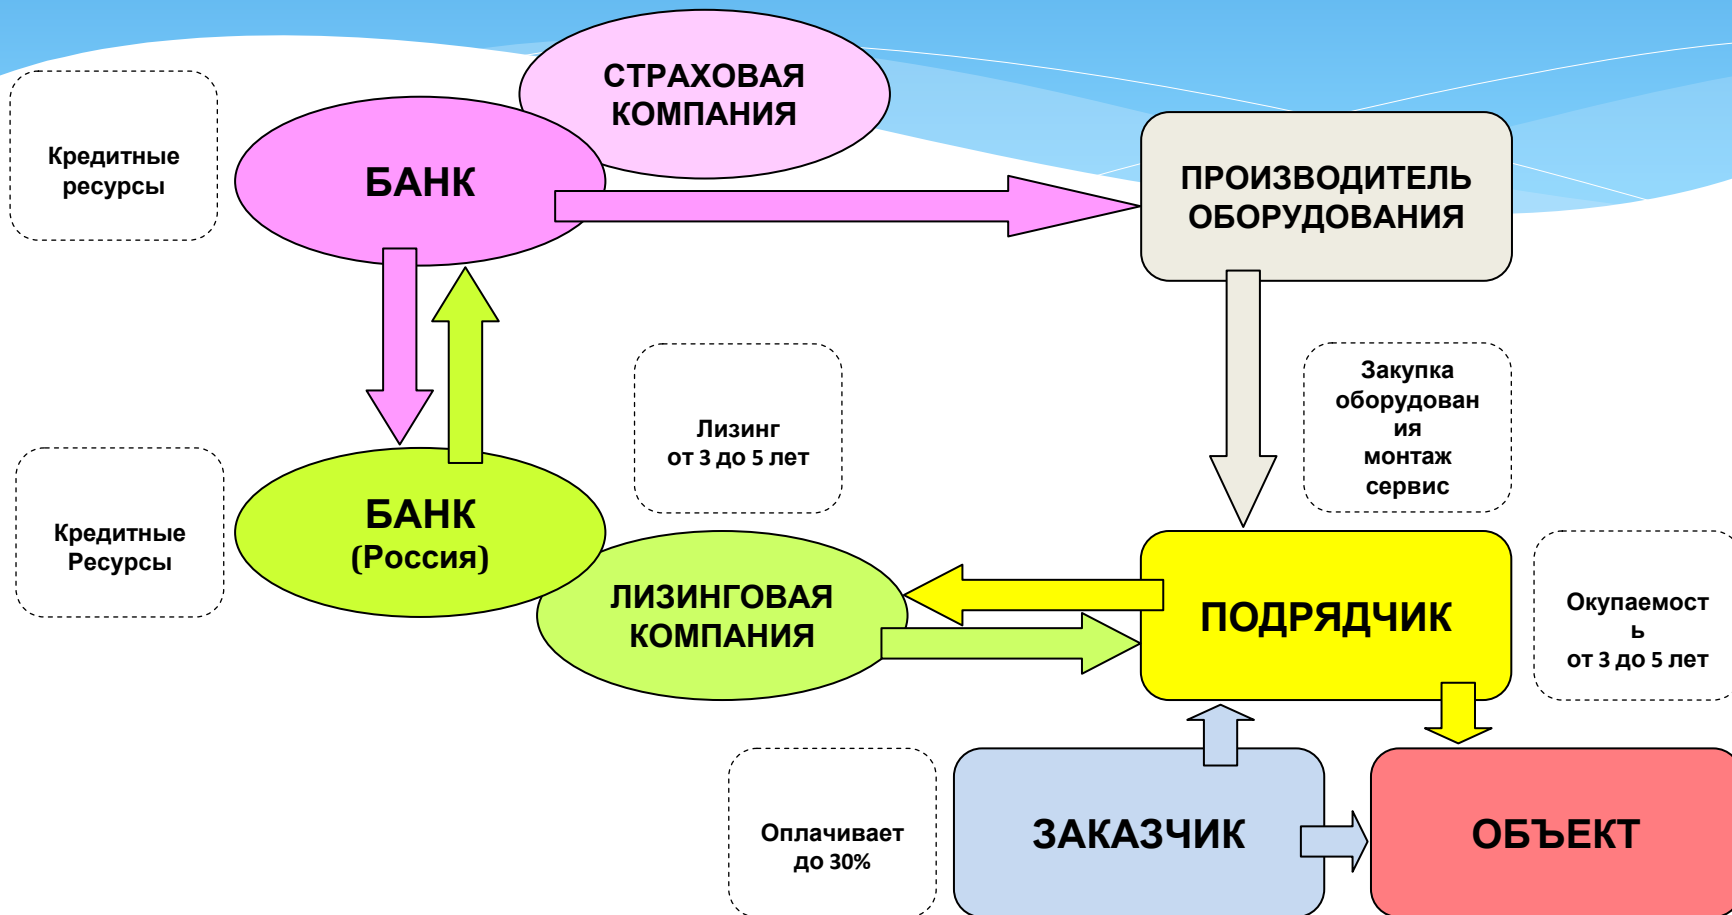 СТРАХОВАЯ
КОМПАНИЯ
Кредитные
ресурсы
БАНК
ПРОИЗВОДИТЕЛЬ
ОБОРУДОВАНИЯ
Лизинг
от 3 до 5 лет
Закупка
оборудован
ия
монтаж
сервис
Кредитные
Ресурсы
БАНК
(Россия)
ЛИЗИНГОВАЯ
КОМПАНИЯ
ПОДРЯДЧИК
Окупаемост
ь
от 3 до 5 лет
Оплачивает
до 30%
ЗАКАЗЧИК
ОБЪЕКТ